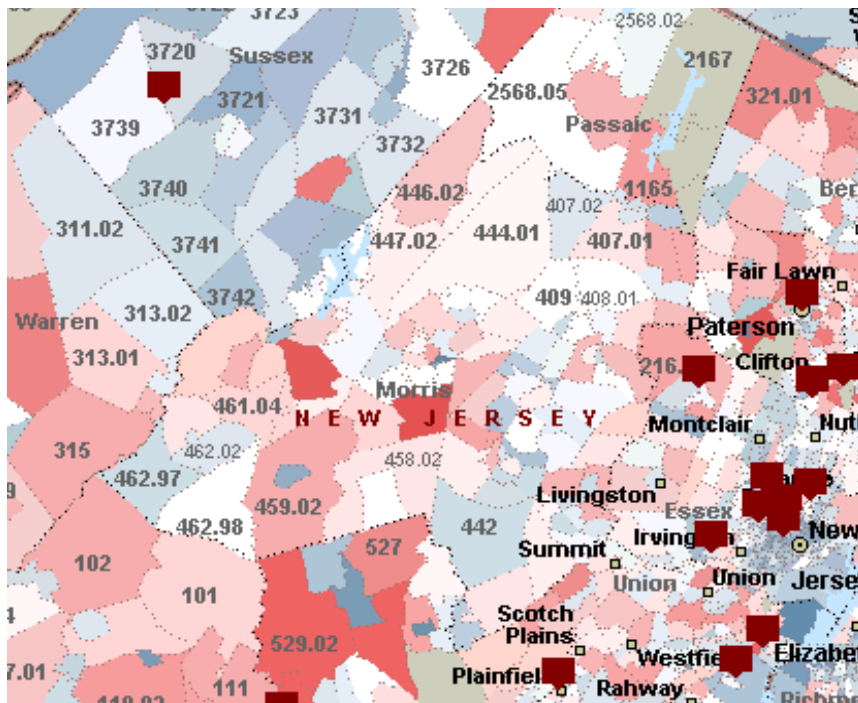 3723
2568.02
3720
Sussex
3726
2167
3721
2568.05
321.01
3739
3731
Passaic
3732
3740
446.02
1165
407.02
311.02
3741
447.02
444.01
407.01
3742
Fair Lawn
313.02
409
408.01
Warren
Paterson
313.01
216.
Clifton
Morris
461.04
NEW JERSEY
Montclair
315
462.02
458.02
462.97
459.02
Livingston
Essex
462.98
442
527
Summit
102
Union
Union
101
Scotch
Plains
529.02
Plainfiel
Rahway
111